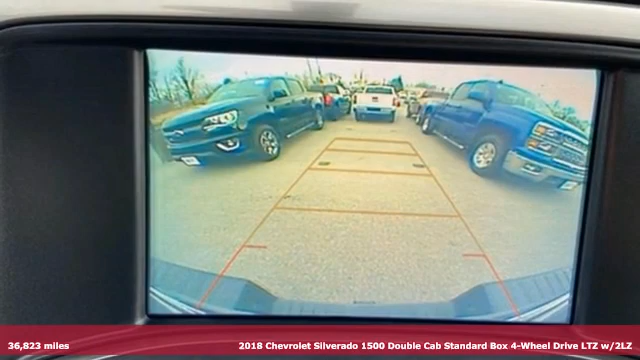 36,823 miles
2018 Chevrolet Silverado 1500 Double Cab Standard Box 4-Wheel Drive LTZ w/2LZ